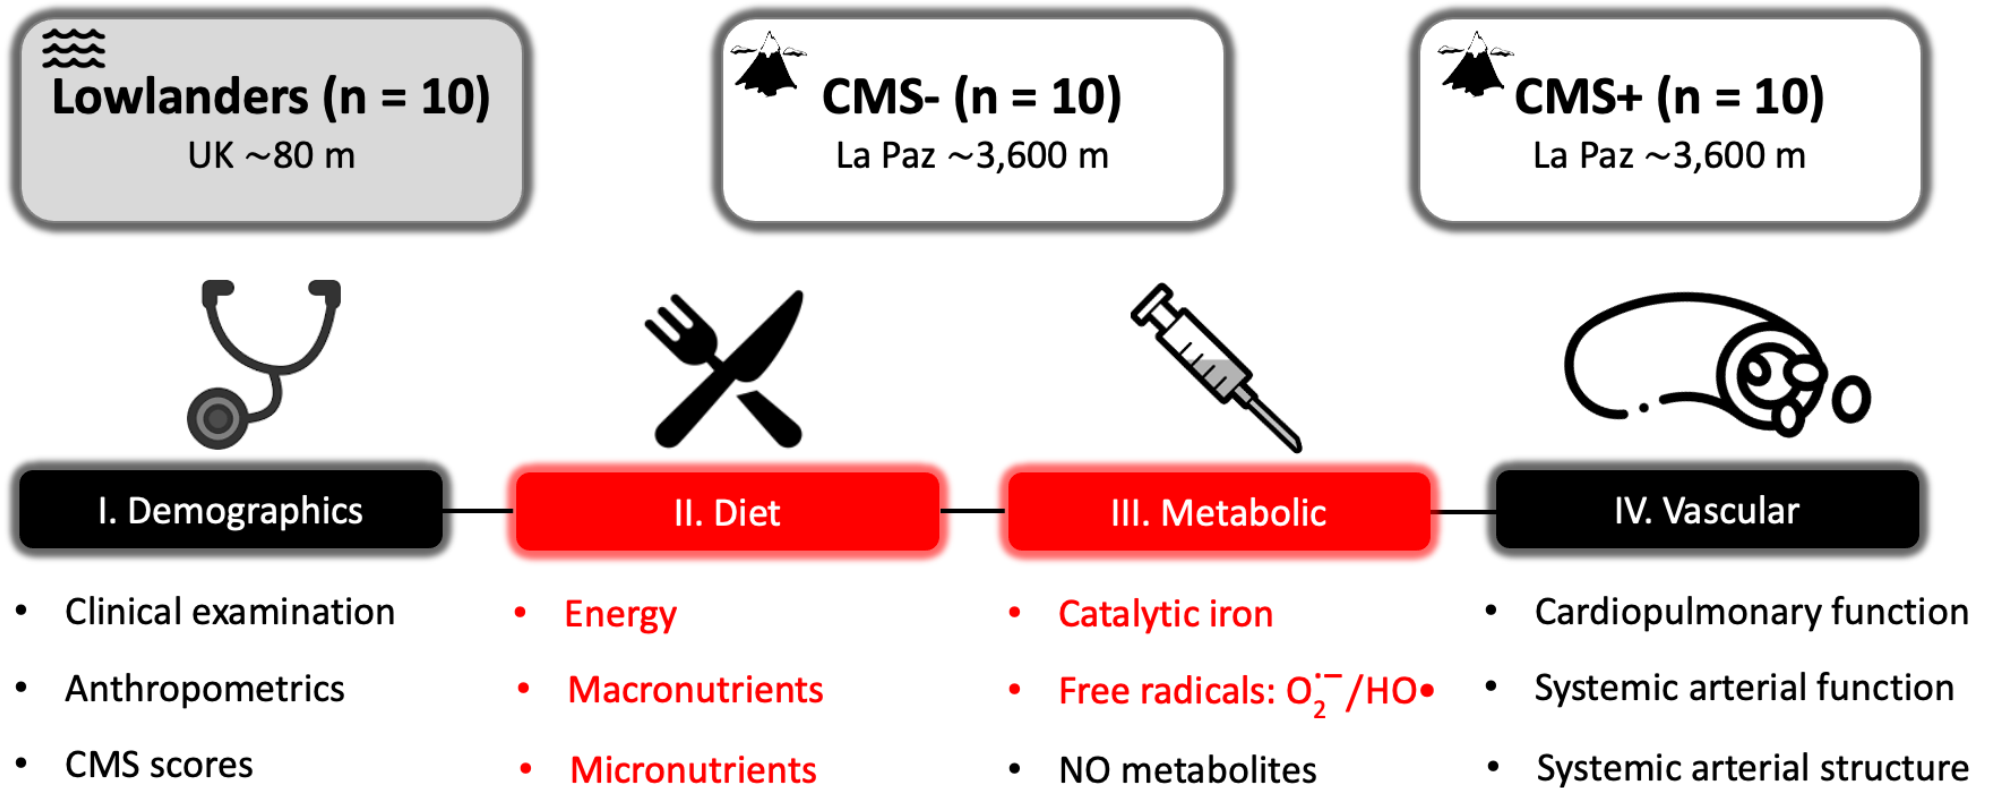 Lowlanders (n = 10)
UK ~80 m
CMS- (n = 10)
La Paz ~3,600 m
CMS+ (n = 10)
La Paz ~3,600 m
I. Demographics
• Clinical examination
• Anthropometrics
• CMS scores
II. Diet
• Energy
• Macronutrients
• Micronutrients
III. Metabolic
• Catalytic iron
• Free radicals: O₂·⁻/HO•
• NO metabolites
IV. Vascular
• Cardiopulmonary function
• Systemic arterial function
• Systemic arterial structure